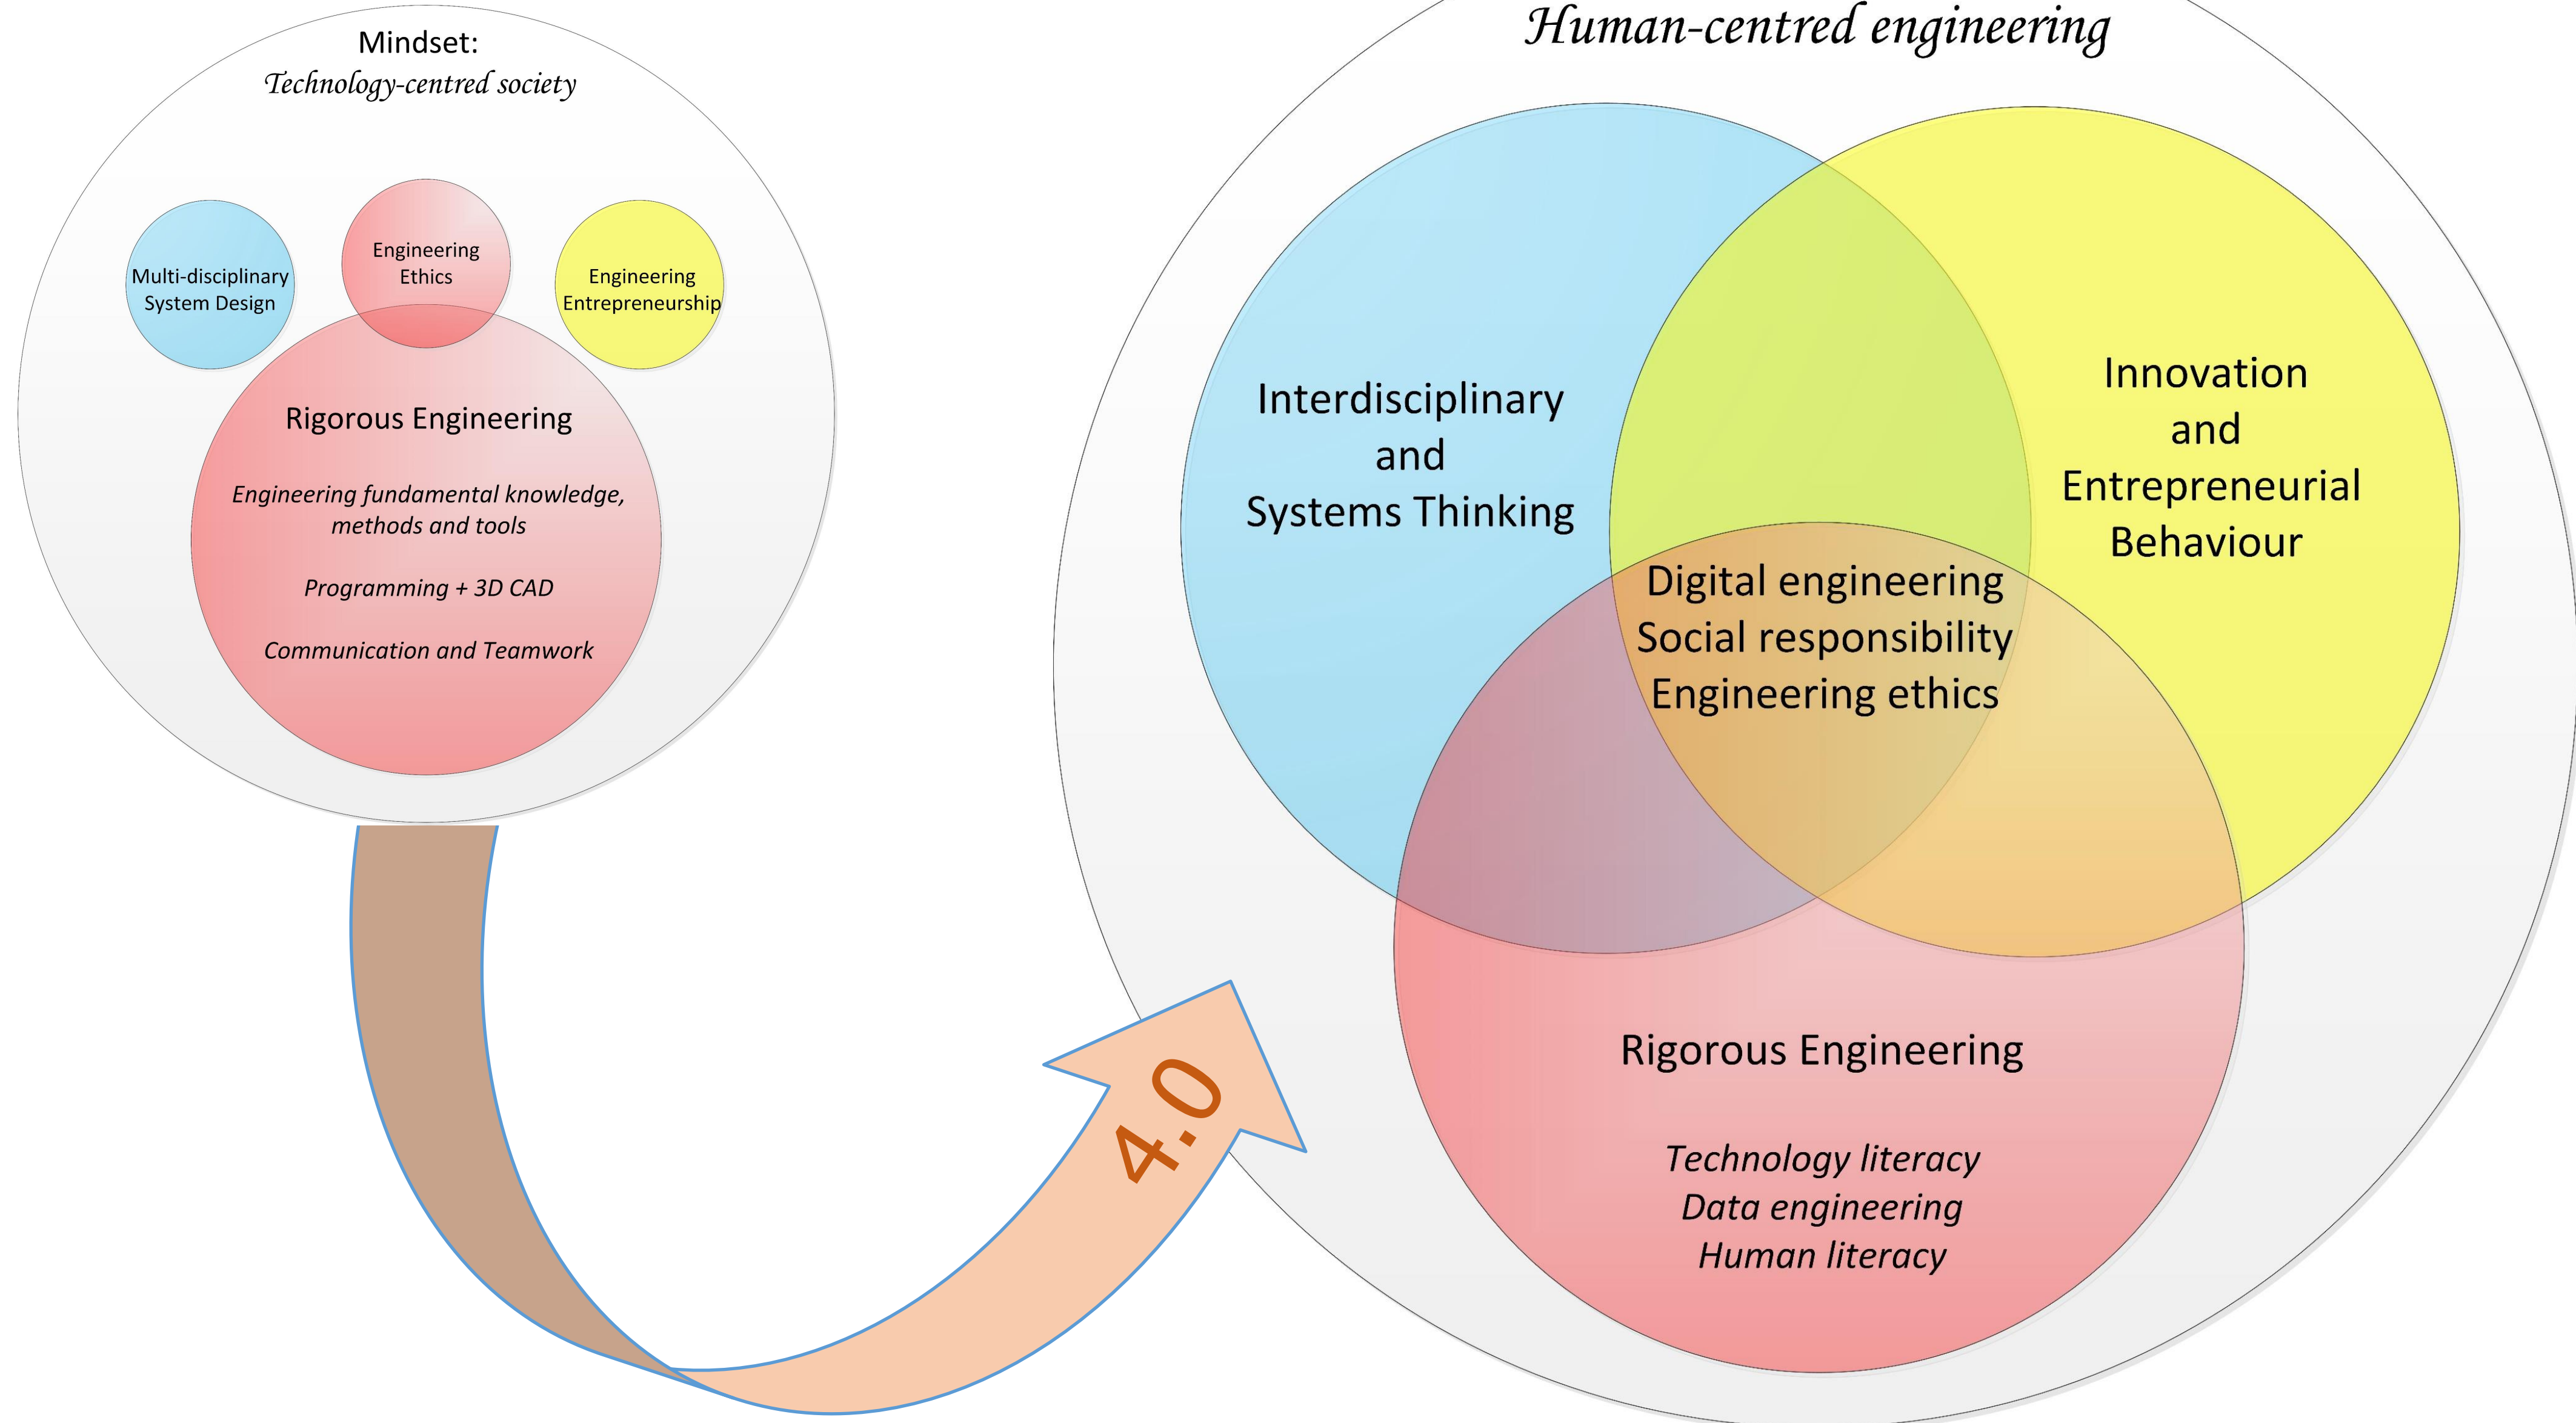 Mindset:
Technology-centred society
Engineering
Ethics
Multi-disciplinary
System Design
Engineering
Entrepreneurship
Rigorous Engineering
Engineering fundamental knowledge,
methods and tools
Programming + 3D CAD
Communication and Teamwork
4.0
Human-centred engineering
Interdisciplinary
and
Systems Thinking
Innovation
and
Entrepreneurial
Behaviour
Digital engineering
Social responsibility
Engineering ethics
Rigorous Engineering
Technology literacy
Data engineering
Human literacy